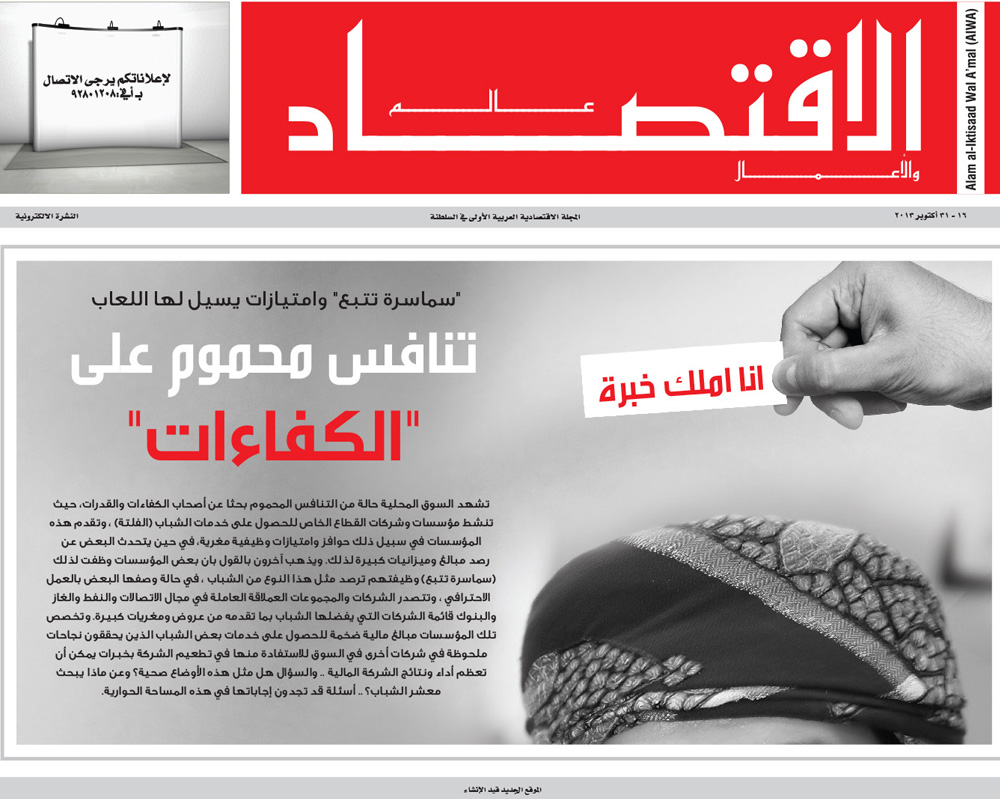 لإعلاناتكم يرجى الاتصال
بـ أي: ٩٢٨٠١٢٠٨
عالم
الاقتصاد
والأعمال
Alam al-Iktisaad Wal A'mal (AIWA)
١٦ - ٣١ أكتوبر ٢٠١٣
المجلة الاقتصادية العربية الأولى في السلطنة
النشرة الالكترونية
"سماسرة تتبع" وامتيازات يسيل لها اللعاب
تنافس محموم على
"الكفاءات"
انا املك خبرة
تشهد السوق المحلية حالة من التنافس المحموم بحثا عن أصحاب الكفاءات والقدرات، حيث
تنشط مؤسسات وشركات القطاع الخاص للحصول على خدمات الشباب (الفلتة) ، وتقدم هذه
المؤسسات في سبيل ذلك حوافز وامتيازات وظيفية مغرية، في حين يتحدث البعض عن
رصد مبالغ وميزانيات كبيرة لذلك. ويذهب آخرون بالقول بان بعض المؤسسات وظفت لذلك
(سماسرة تتبع) وظيفتهم ترصد مثل هذا النوع من الشباب ، في حالة وصفها البعض بالعمل
الاحترافي ، وتتصدر الشركات والمجموعات العملاقة العاملة في مجال الاتصالات والنفط والغاز
والبنوك قائمة الشركات التي يفضلها الشباب بما تقدمه من عروض ومغريات كبيرة. وتخصص
تلك المؤسسات مبالغ مالية ضخمة للحصول على خدمات بعض الشباب الذين يحققون نجاحات
ملحوظة في شركات أخرى في السوق للاستفادة منها في تطعيم الشركة بخبرات يمكن أن
تعظم أداء ونتائج الشركة المالية .. والسؤال هل مثل هذه الأوضاع صحية؟ وعن ماذا يبحث
معشر الشباب؟ .. أسئلة قد تجدون إجاباتها في هذه المساحة الحوارية.
الموقع الجديد قيد الإنشاء